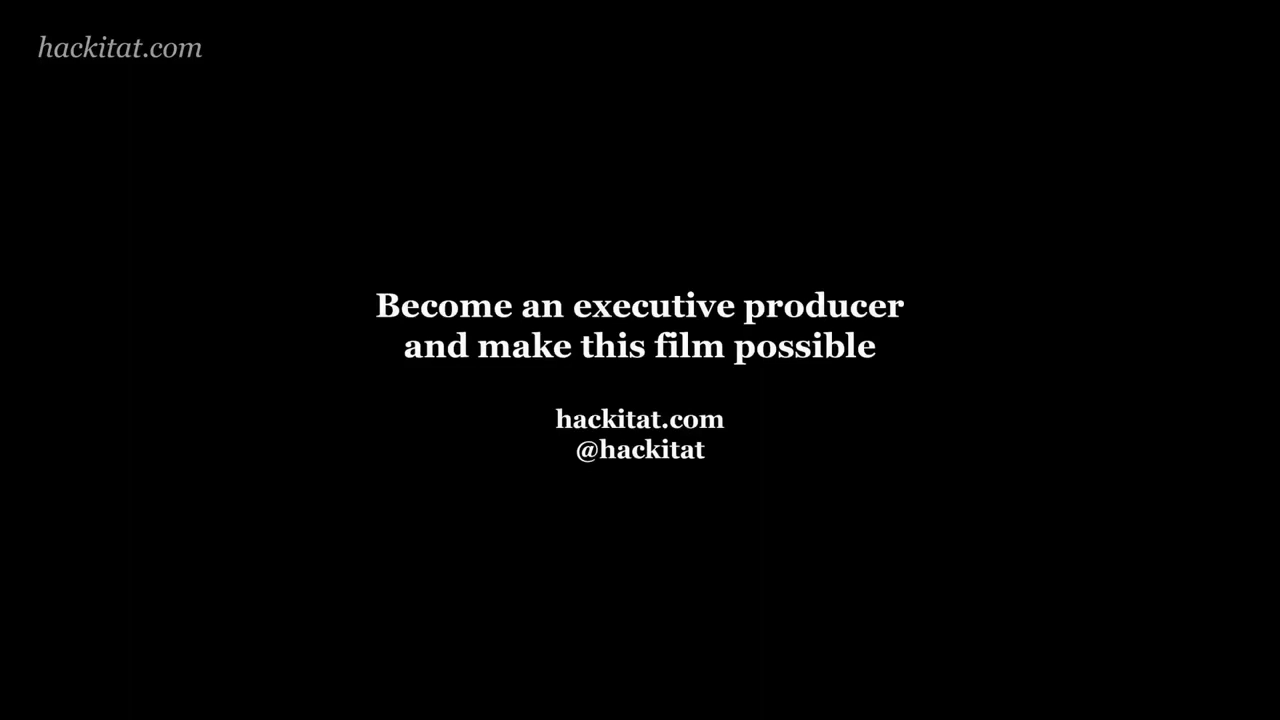 hackitat.com
Become an executive producer
and make this film possible
hackitat.com
@hackitat